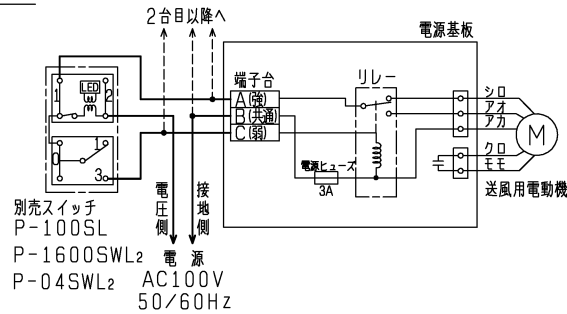 2台目以降へ
電源基板
端子台
リレー
LED
1
2
A(強)
B(共通)
C(弱)
シロ
アオ
アカ
M
クロ
モモ
0
1
3
電源ヒューズ
3A
送風用電動機
電圧側
接地側
別売スイッチ
P-100SL
P-1600SWL2
P-04SWL2
電源
AC100V
50/60Hz